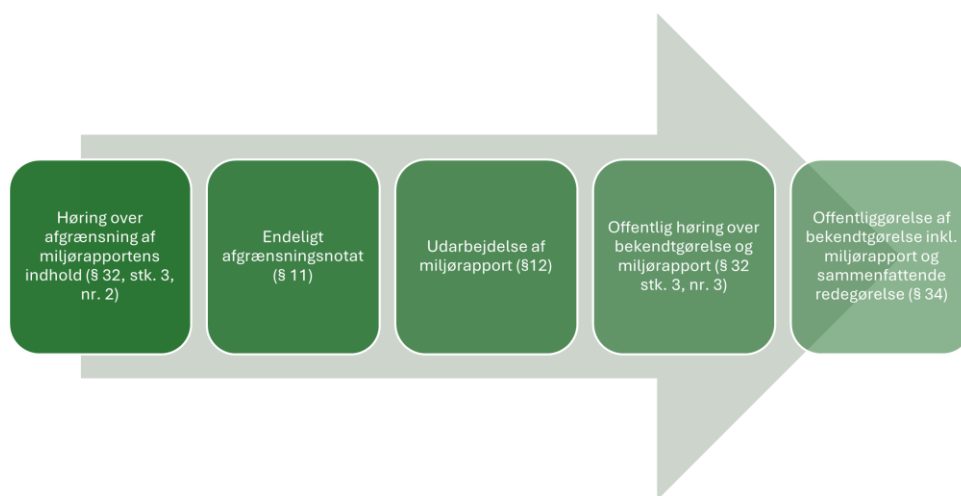 Høring over
afgrænsning af
miljørapportens
indhold (§ 32, stk. 3,
nr. 2)
Endeligt
afgrænsningsnotat
(§ 11)
Udarbejdelse af
miljørapport (§12)
Offentlig høring over
bekendtgørelse og
miljørapport (§ 32
stk. 3, nr. 3)
Offentliggørelse af
bekendtgørelse inkl.
miljørapport og
sammenfattende
redegørelse (§ 34)